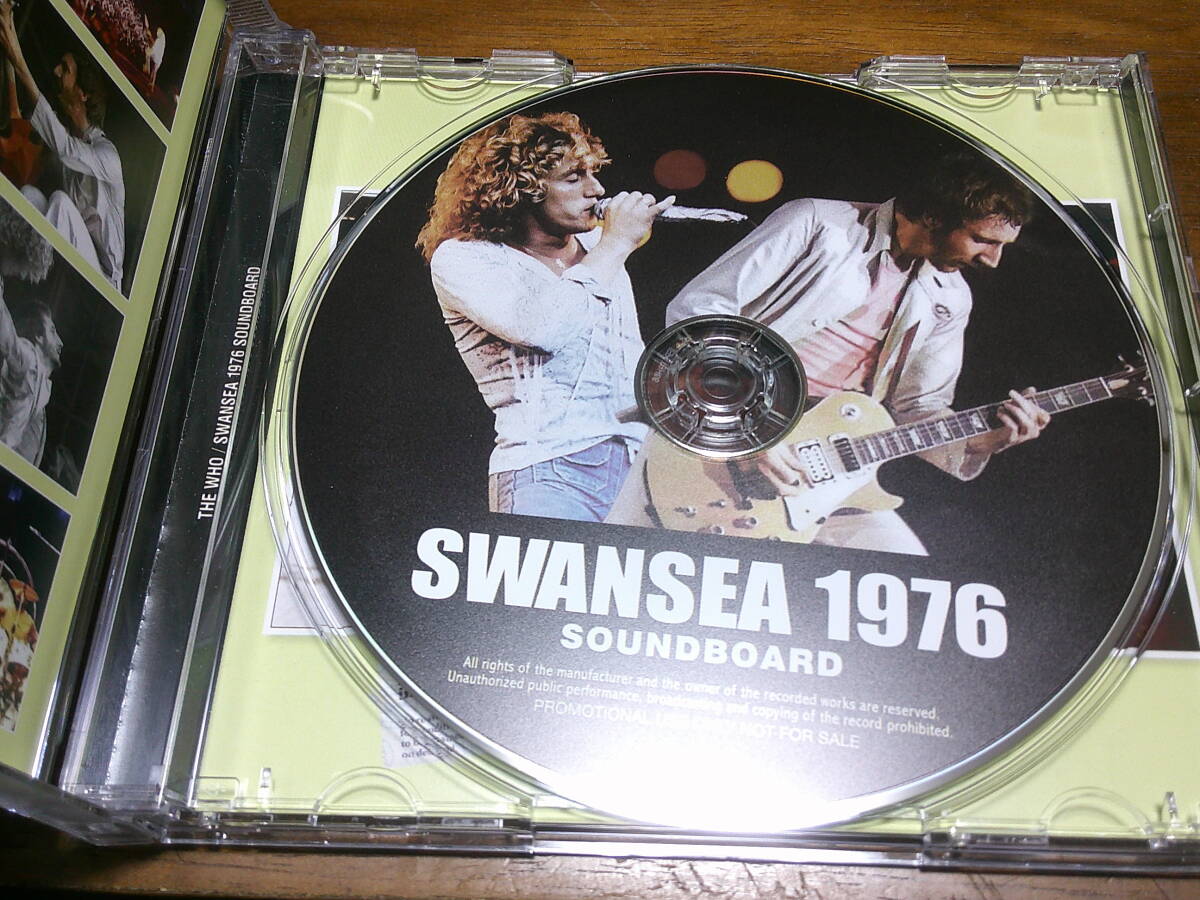 THE WHO / SWANSEA 1976 SOUNDBOARD
SWANSEA 1976
SOUNDBOARD
All rights of the manufacturer and the owner of the recorded works are reserved.
Unauthorized public performance, broadcasting and copying of the record prohibited.
PROMOTIONAL NOT FOR SALE